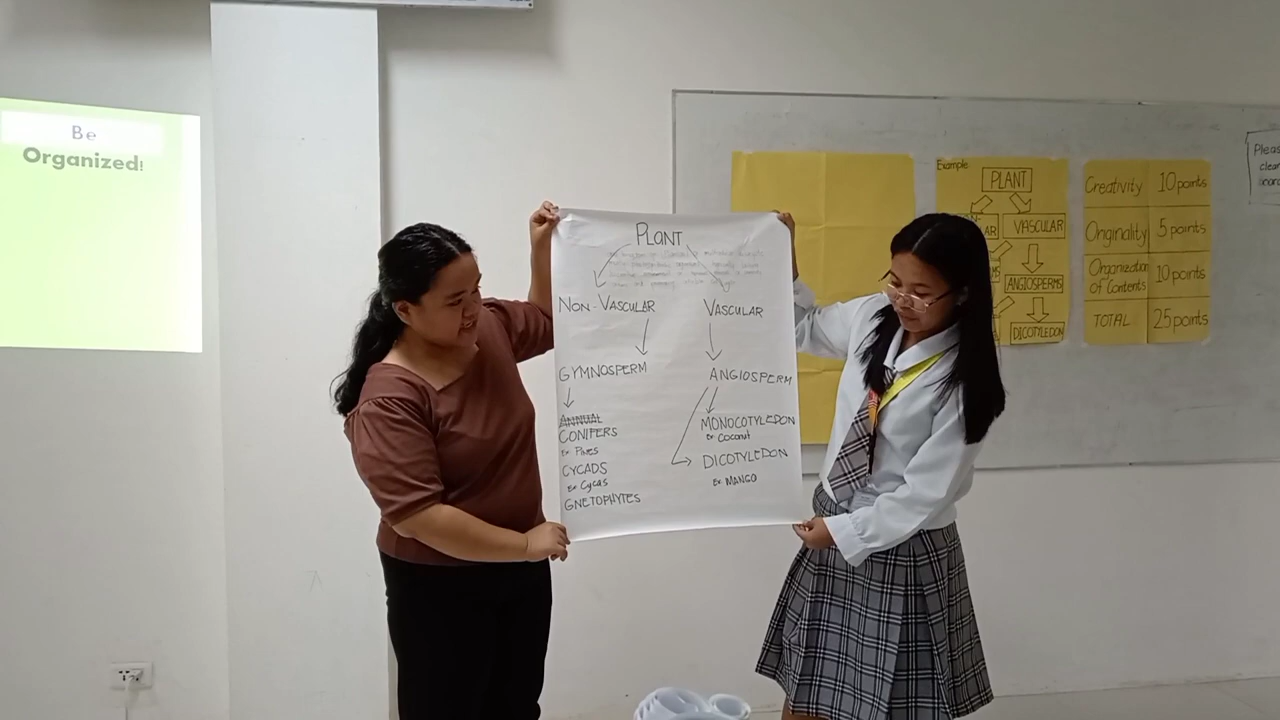 Be
Organized!
PLANT
NON-VASCULAR
VASCULAR
GYMNOSPERM
ANGIOSPERM
ANNUAL
CONIFERS
Ex: Pines
CYCADS
Ex: Cycas
GNETOPHYTES
MONOCOTYLEDON
Ex: Coconut
DICOTYLEDON
Ex: MANGO
Example:
PLANT
VASCULAR
ANGIOSPERMS
DICOTYLEDON
Creativity 10 points
Originality 5 points
Organization of Contents 10 points
TOTAL 25 points